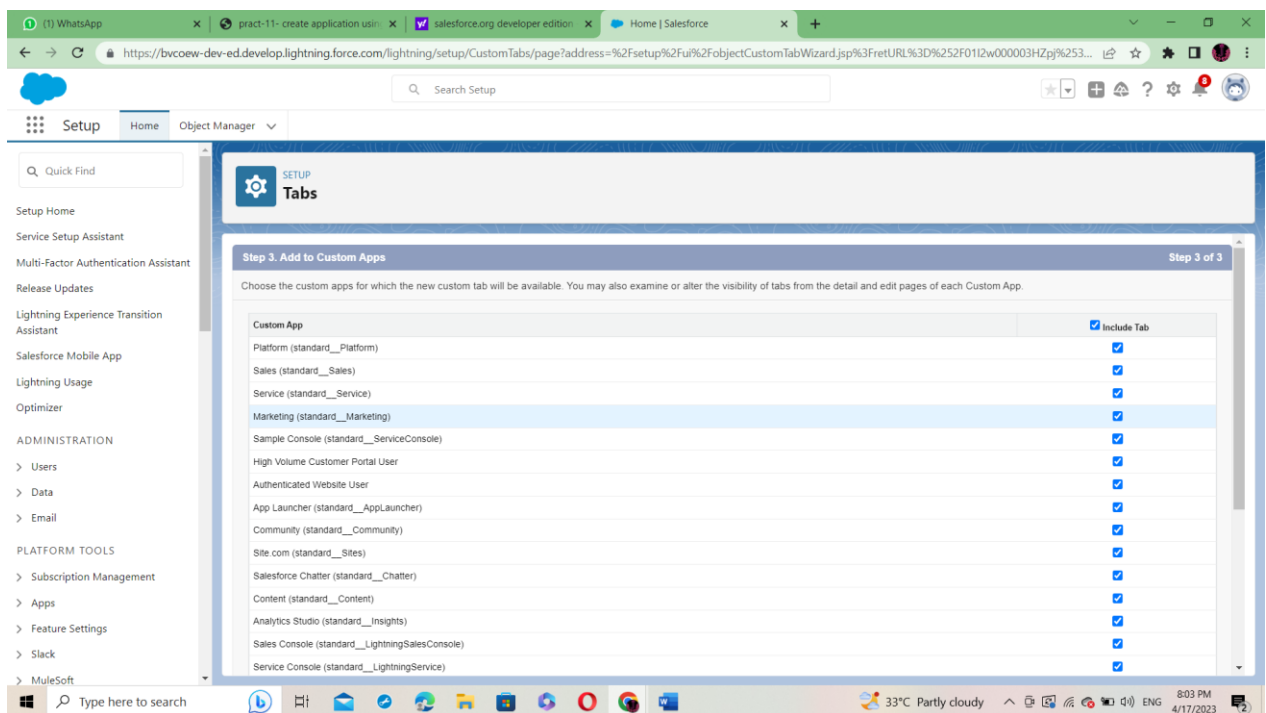 (1) WhatsApp
pract-11- create application using
salesforce.org developer edition
Home | Salesforce
https://bvcoew-dev-ed.develop.lightning.force.com/lightning/setup/CustomTabs/page?address=%2Fsetup%2Fui%2FobjectCustomTabWizard.jsp%3FretURL%3D%252F01I2w000003HZpj%253...
Search Setup
8
Setup
Home
Object Manager
Quick Find
Setup Home
Service Setup Assistant
Multi-Factor Authentication Assistant
Release Updates
Lightning Experience Transition
Assistant
Salesforce Mobile App
Lightning Usage
Optimizer
ADMINISTRATION
Users
Data
Email
PLATFORM TOOLS
Subscription Management
Apps
Feature Settings
Slack
MuleSoft
SETUP
Tabs
Step 3. Add to Custom Apps
Step 3 of 3
Choose the custom apps for which the new custom tab will be available. You may also examine or alter the visibility of tabs from the detail and edit pages of each Custom App.
Custom App
Include Tab
Platform (standard__Platform)
Sales (standard__Sales)
Service (standard__Service)
Marketing (standard__Marketing)
Sample Console (standard__ServiceConsole)
High Volume Customer Portal User
Authenticated Website User
App Launcher (standard__AppLauncher)
Community (standard__Community)
Site.com (standard__Sites)
Salesforce Chatter (standard__Chatter)
Content (standard__Content)
Analytics Studio (standard__Insights)
Sales Console (standard__LightningSalesConsole)
Service Console (standard__LightningService)
Type here to search
33°C Partly cloudy
ENG
8:03 PM
4/17/2023
2